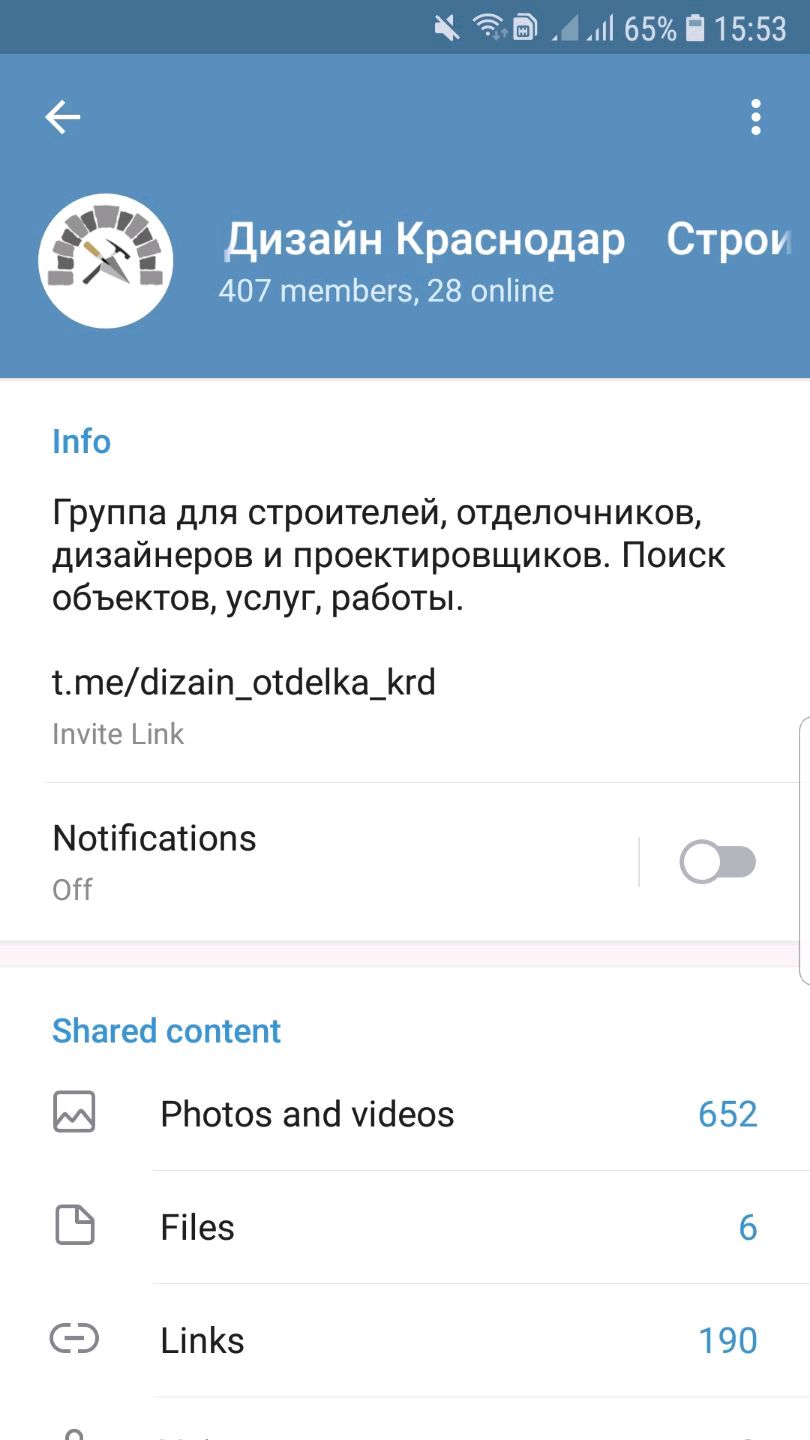 65% 15:53
Дизайн Краснодар Строи
407 members, 28 online
Info
Группа для строителей, отделочников,
дизайнеров и проектировщиков. Поиск
объектов, услуг, работы.
t.me/dizain_otdelka_krd
Invite Link
Notifications
Off
Shared content
Photos and videos 652
Files 6
Links 190